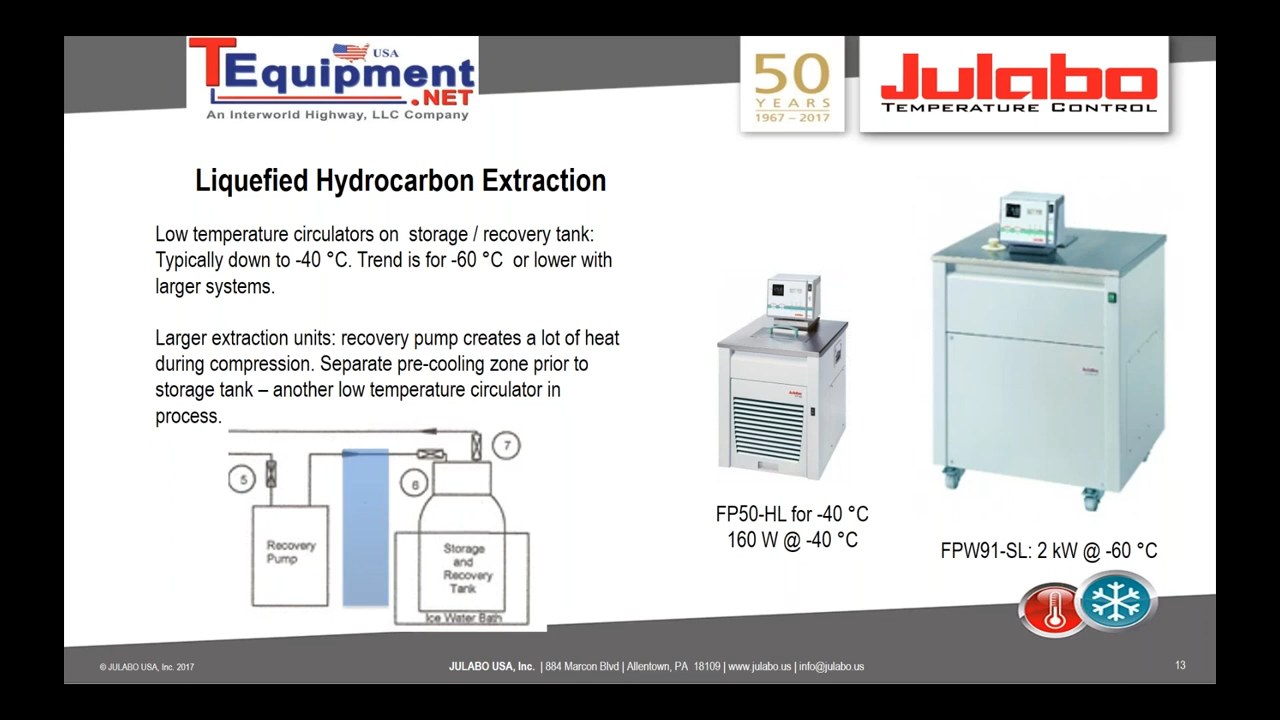 TEquipment
USA
.NET
An Interworld Highway, LLC Company
50
YEARS
1967 – 2017
Julabo
TEMPERATURE CONTROL
Liquefied Hydrocarbon Extraction
Low temperature circulators on storage / recovery tank:
Typically down to -40 °C. Trend is for -60 °C or lower with
larger systems.
Larger extraction units: recovery pump creates a lot of heat
during compression. Separate pre-cooling zone prior to
storage tank – another low temperature circulator in
process.
7
5
6
Recovery
Pump
Storage
and
Recovery
Tank
Ice Water Bath
FP50-HL for -40 °C
160 W @ -40 °C
FPW91-SL: 2 kW @ -60 °C
© JULABO USA, Inc. 2017
JULABO USA, Inc. | 884 Marcon Blvd | Allentown, PA 18109 | www.julabo.us | info@julabo.us
13